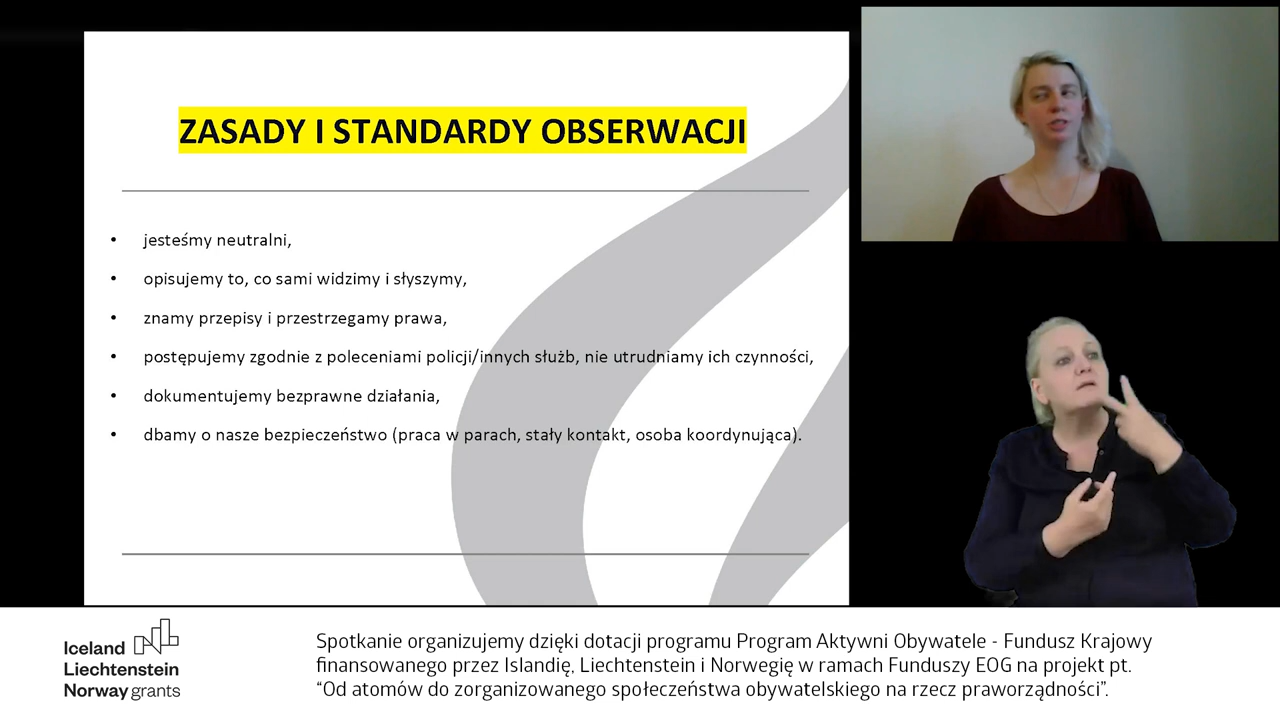 ZASADY I STANDARDY OBSERWACJI
• jesteśmy neutralni,
• opisujemy to, co sami widzimy i słyszymy,
• znamy przepisy i przestrzegamy prawa,
• postępujemy zgodnie z poleceniami policji/innych służb, nie utrudniamy ich czynności,
• dokumentujemy bezprawne działania,
• dbamy o nasze bezpieczeństwo (praca w parach, stały kontakt, osoba koordynująca).
Iceland
Liechtenstein
Norway grants
Spotkanie organizujemy dzięki dotacji programu Program Aktywni Obywatele - Fundusz Krajowy
finansowanego przez Islandię, Liechtenstein i Norwegię w ramach Funduszy EOG na projekt pt.
“Od atomów do zorganizowanego społeczeństwa obywatelskiego na rzecz praworządności”.